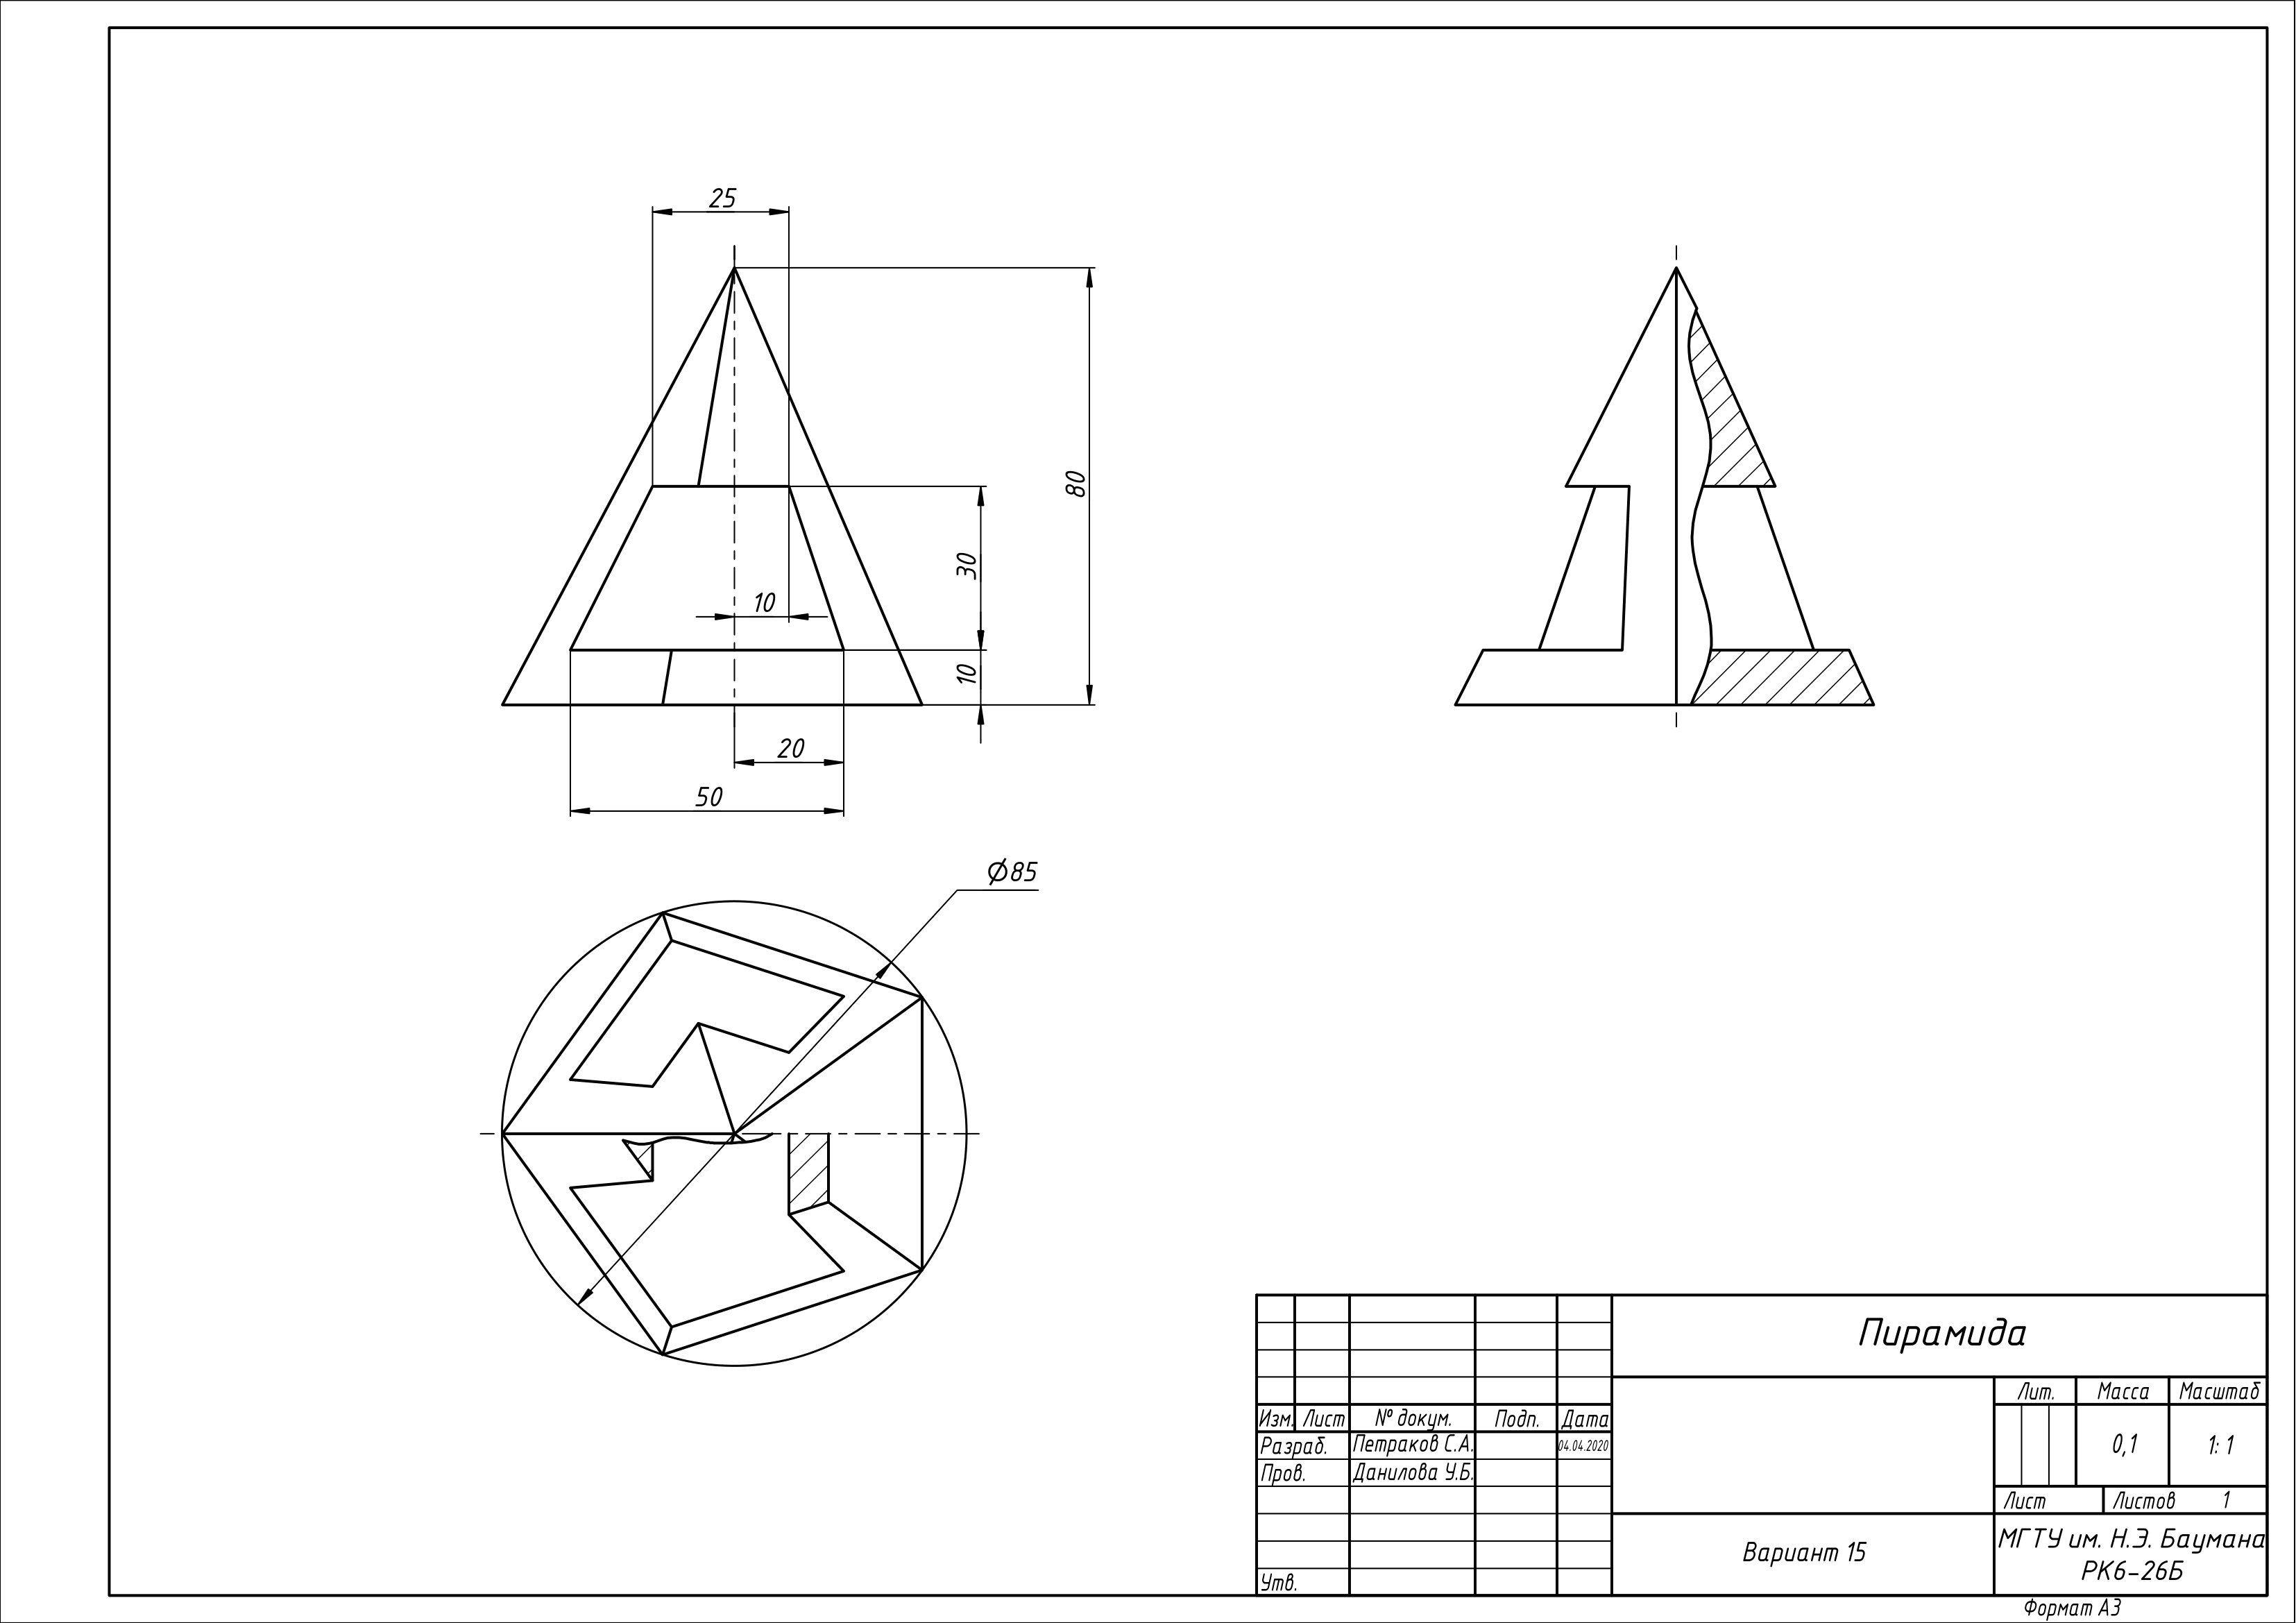 25
80
30
10
10
20
50
Ø85
Пирамида
Лит. Масса Масштаб
Изм. Лист № докум. Подп. Дата
Разраб. Петраков С.А. 04.04.2020
0,1 1:1
Пров. Данилова У.Б.
Лист Листов 1
Вариант 15
МГТУ им. Н.Э. Баумана
РК6-26Б
Утв.
Формат А3